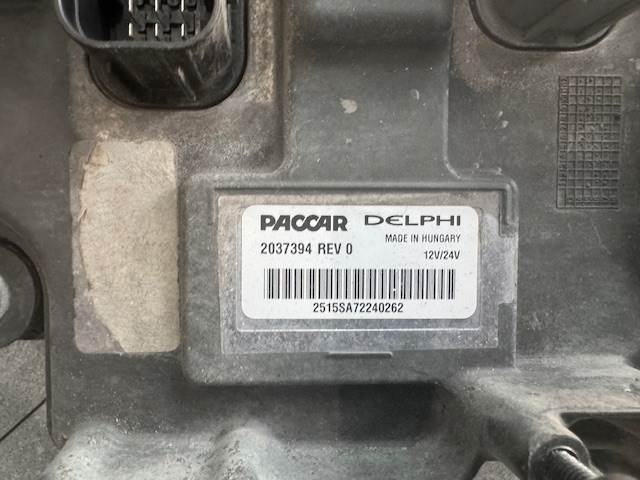 PACCAR DELPHI
MADE IN HUNGARY
2037394 REV 0
12V/24V
2515SA72240262